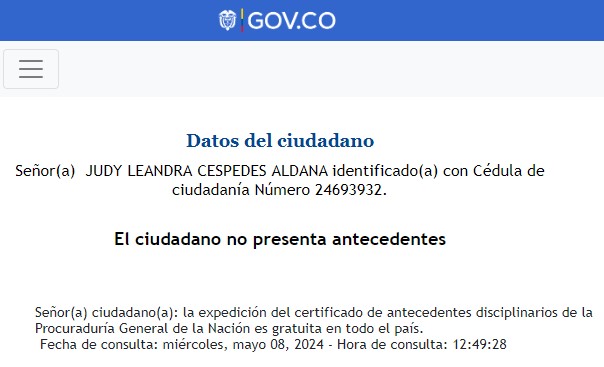 GOV.CO
Datos del ciudadano
Señor(a)  JUDY LEANDRA CESPEDES ALDANA identificado(a) con Cédula de
ciudadanía Número 24693932.
El ciudadano no presenta antecedentes
Señor(a) ciudadano(a): la expedición del certificado de antecedentes disciplinarios de la
Procuraduría General de la Nación es gratuita en todo el país.
Fecha de consulta: miércoles, mayo 08, 2024 - Hora de consulta: 12:49:28